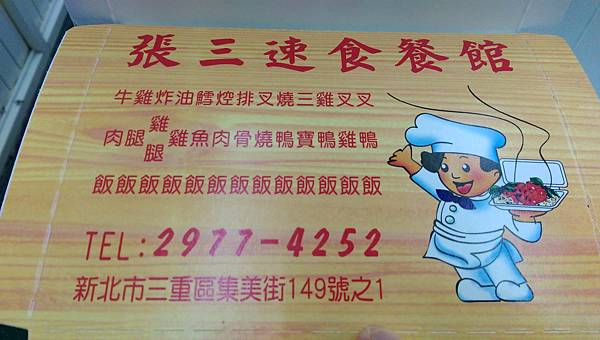 張三速食餐館
牛雞炸油鱈焢排叉燒三雞叉叉
肉腿雞腿雞魚肉骨燒鴨寶鴨雞鴨
飯飯飯飯飯飯飯飯飯飯飯飯飯
TEL:2977-4252
新北市三重區集美街149號之1